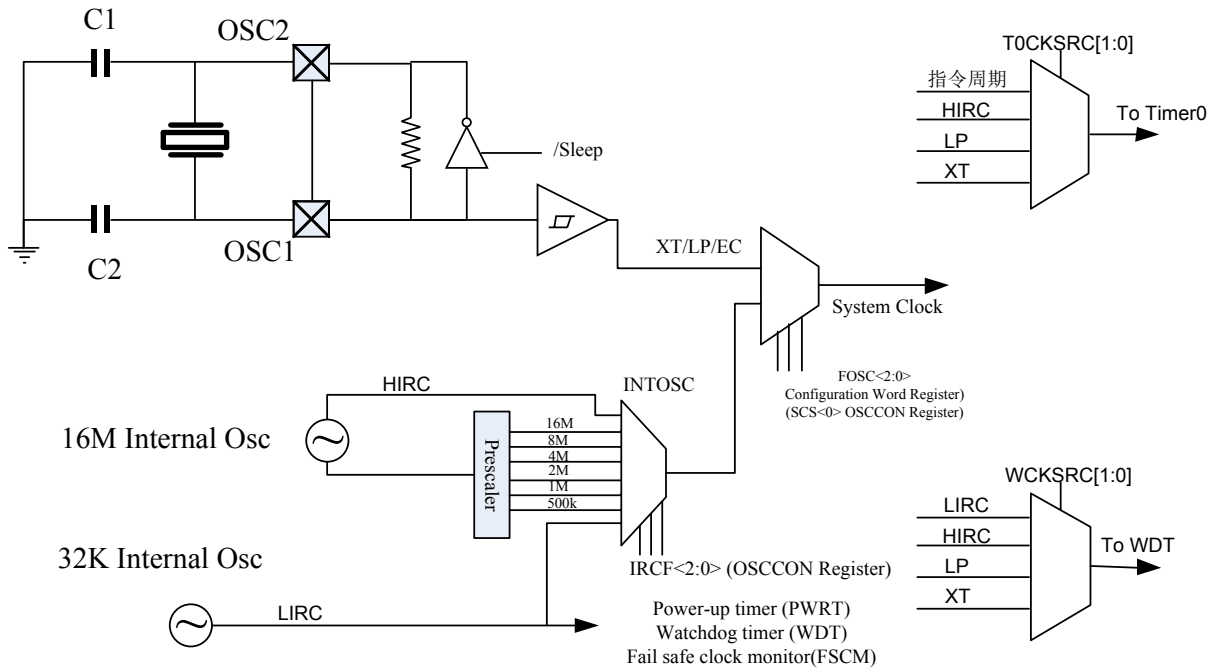 C1
OSC2
T0CKSRC[1:0]
指令周期
HIRC
LP
XT
To Timer0
/Sleep
OSC1
C2
XT/LP/EC
System Clock
FOSC<2:0>
Configuration Word Register)
(SCS<0> OSCCON Register)
HIRC
INTOSC
16M Internal Osc
Prescaler
16M
8M
4M
2M
1M
500k
WCKSRC[1:0]
LIRC
HIRC
LP
XT
To WDT
32K Internal Osc
IRCF<2:0> (OSCCON Register)
LIRC
Power-up timer (PWRT)
Watchdog timer (WDT)
Fail safe clock monitor(FSCM)